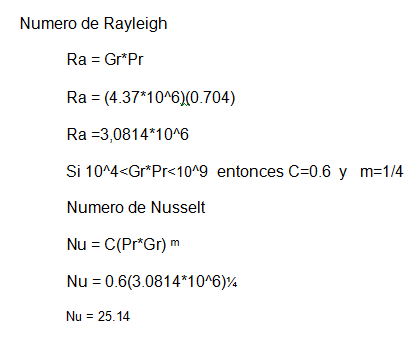 Numero de Rayleigh
Ra = Gr*Pr
Ra = (4.37*10^6)(0.704)
Ra =3,0814*10^6
Si 10^4<Gr*Pr<10^9 entonces C=0.6 y m=1/4
Numero de Nusselt
Nu = C(Pr*Gr) ᵐ
Nu = 0.6(3.0814*10^6)¼
Nu = 25.14